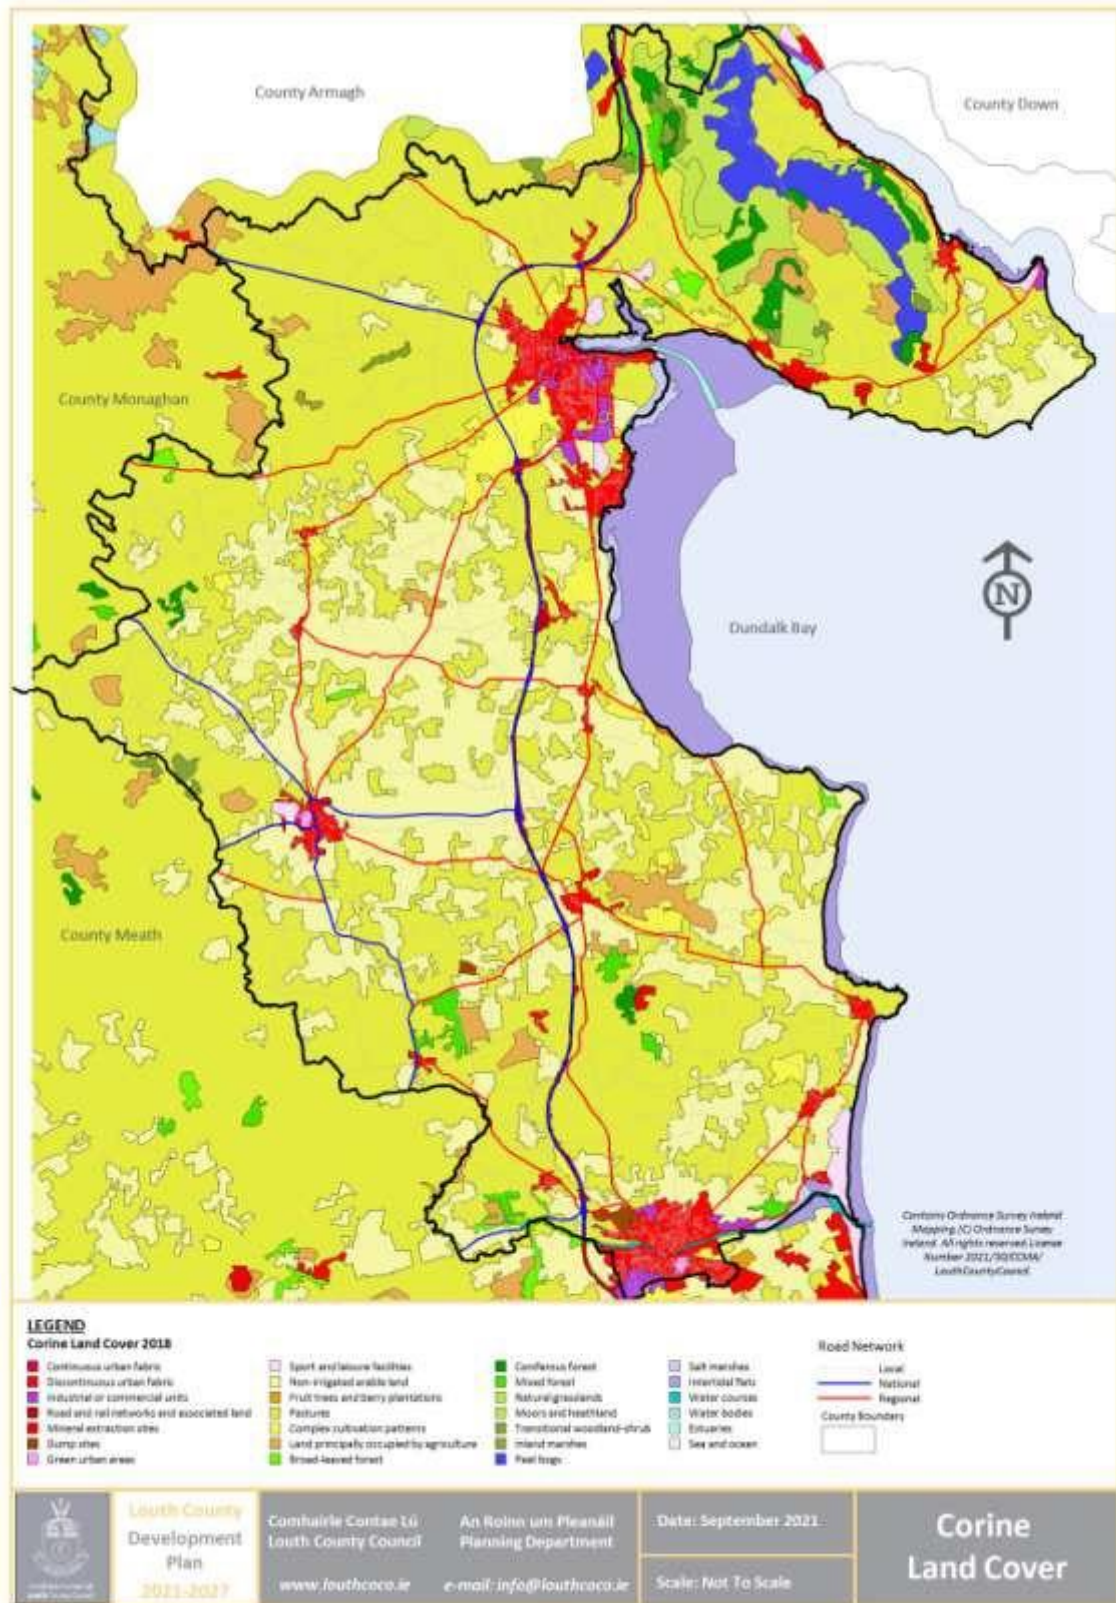 County Armagh
County Down
County Monaghan
Dundalk Bay
N
County Meath
Contains Ordnance Survey Ireland
Mapping (C) Ordnance Survey
Ireland. All rights reserved. License
Number 2021/30/CCMA/
LouthCountyCouncil.
LEGEND
Corine Land Cover 2018
Continuous urban fabric
Discontinuous urban fabric
Industrial or commercial units
Road and rail networks and associated land
Mineral extraction sites
Dump sites
Green urban areas
Sport and leisure facilities
Non-irrigated arable land
Fruit trees and berry plantations
Pastures
Complex cultivation patterns
Land principally occupied by agriculture
Broad-leaved forest
Coniferous forest
Mixed forest
Natural grasslands
Moors and heathland
Transitional woodland-shrub
Inland marshes
Peat bogs
Salt marshes
Intertidal flats
Water courses
Water bodies
Estuaries
Sea and ocean
Road Network
Local
National
Regional
County Boundary
Louth County
Development
Plan
2021-2027
Comhairle Contae Lú
Louth County Council
www.louthcoco.ie
An Roinn um Pleanáil
Planning Department
e-mail: info@louthcoco.ie
Date: September 2021
Scale: Not To Scale
Corine
Land Cover